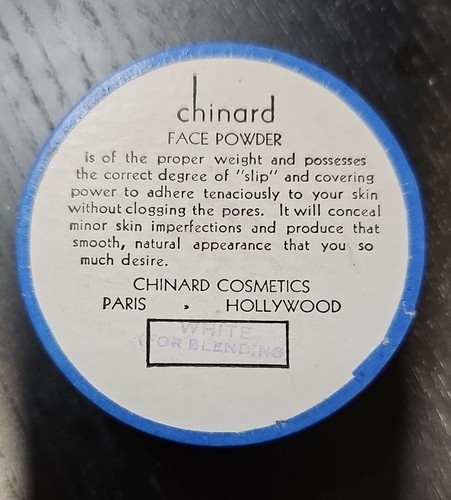 chinard
FACE POWDER
is of the proper weight and possesses
the correct degree of "slip" and covering
power to adhere tenaciously to your skin
without clogging the pores. It will conceal
minor skin imperfections and produce that
smooth, natural appearance that you so
much desire.
CHINARD COSMETICS
PARIS • HOLLYWOOD
WHITE
(FOR BLENDING